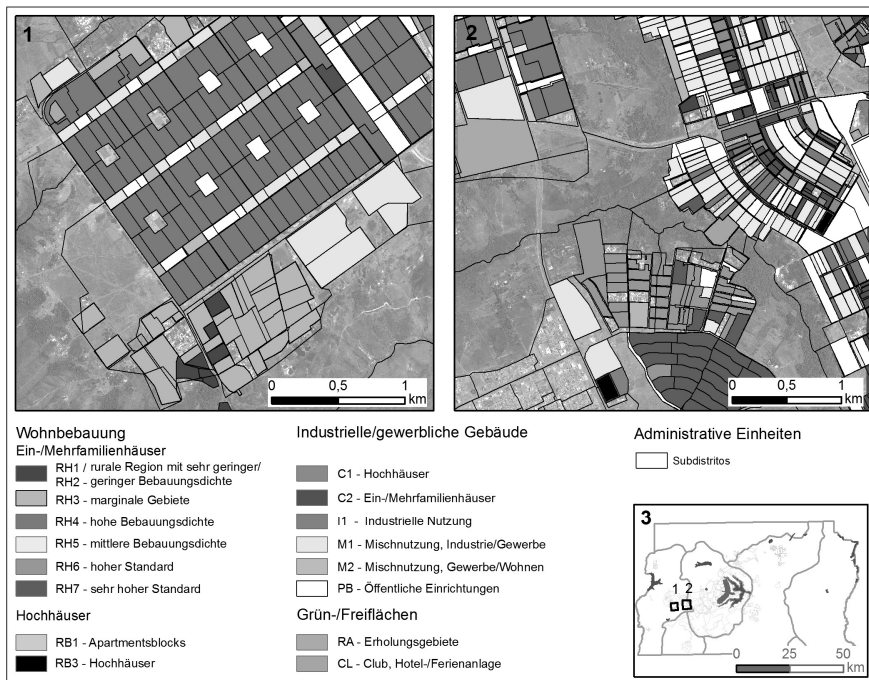 1
2
0 0,5 1
km
0 0,5 1
km
Wohnbebauung
Ein-/Mehrfamilienhäuser
RH1 / rurale Region mit sehr geringer/
RH2 - geringer Bebauungsdichte
RH3 - marginale Gebiete
RH4 - hohe Bebauungsdichte
RH5 - mittlere Bebauungsdichte
RH6 - hoher Standard
RH7 - sehr hoher Standard
Hochhäuser
RB1 - Apartmentsblocks
RB3 - Hochhäuser
Industrielle/gewerbliche Gebäude
C1 - Hochhäuser
C2 - Ein-/Mehrfamilienhäuser
I1 - Industrielle Nutzung
M1 - Mischnutzung, Industrie/Gewerbe
M2 - Mischnutzung, Gewerbe/Wohnen
PB - Öffentliche Einrichtungen
Grün-/Freiflächen
RA - Erholungsgebiete
CL - Club, Hotel-/Ferienanlage
Administrative Einheiten
Subdistritos
3
1 2
0 25 50
km